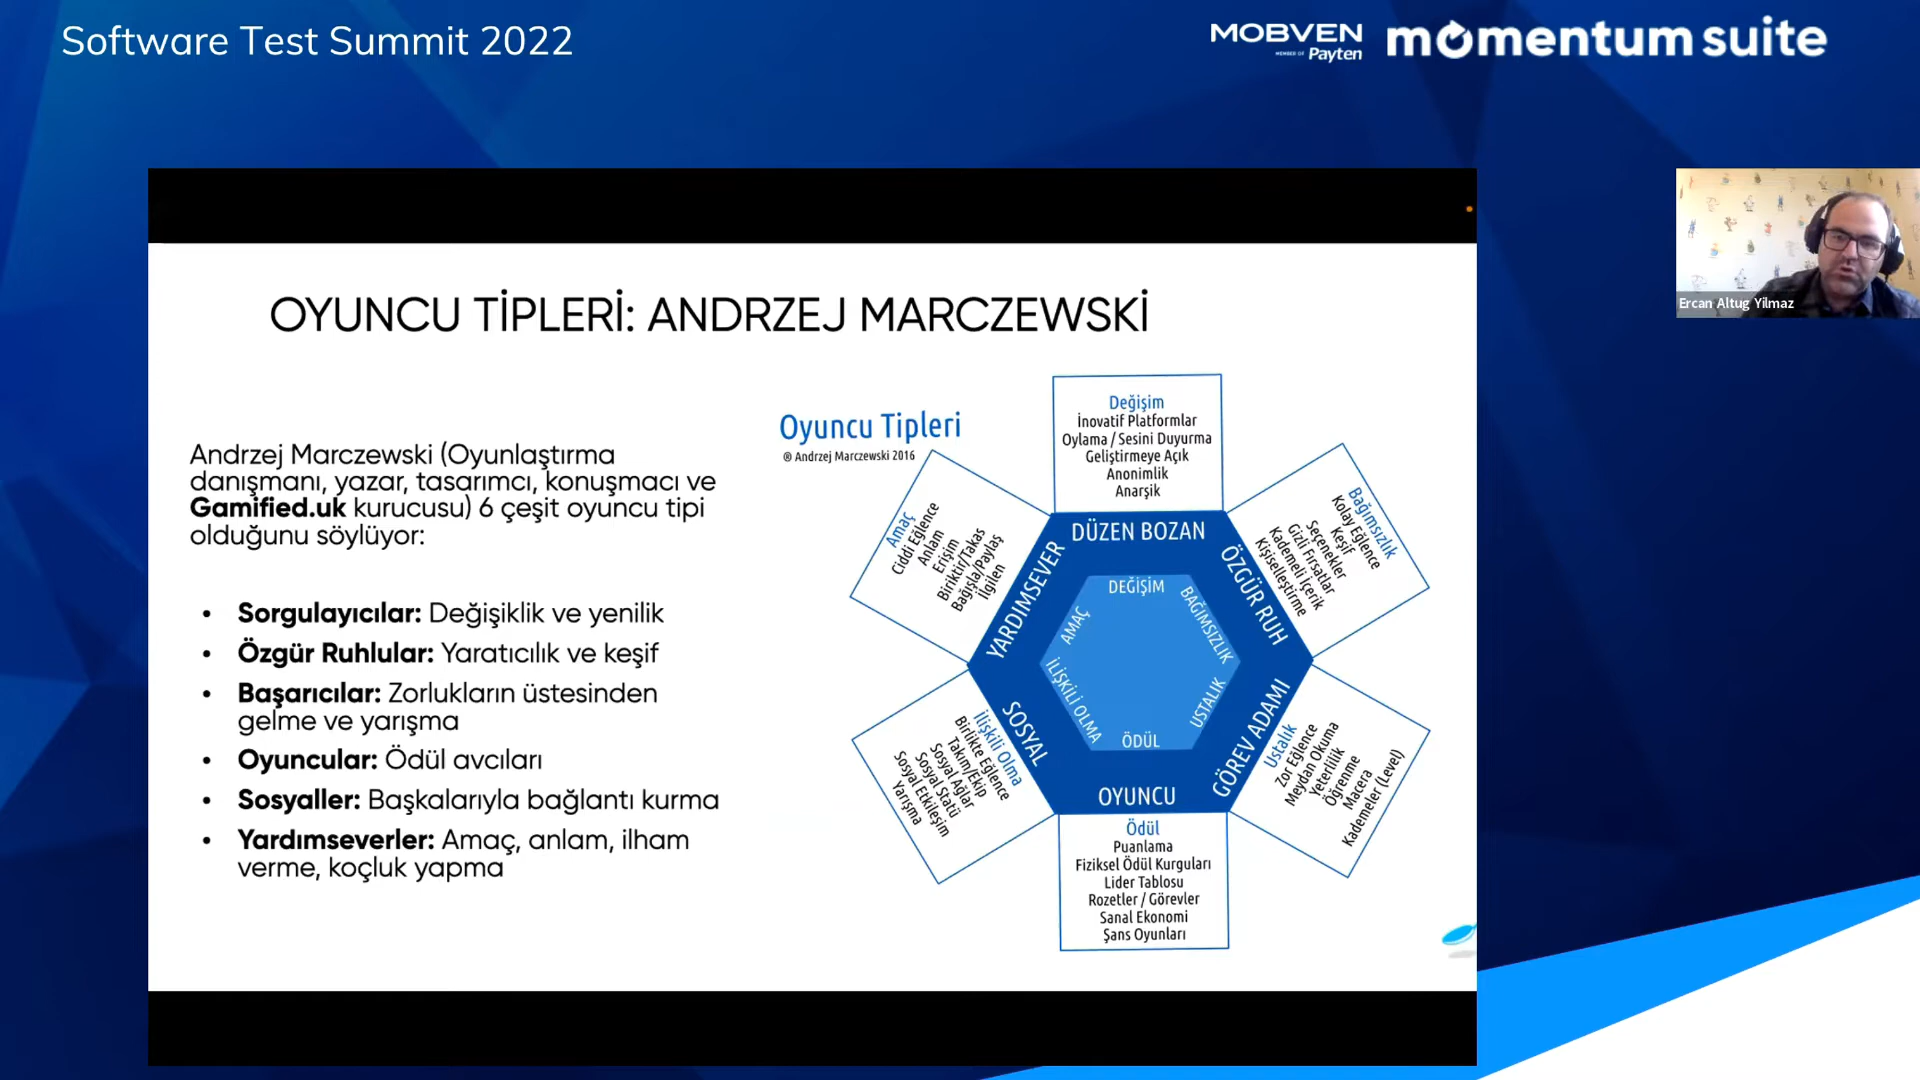 Software Test Summit 2022
MOBVEN
MEMBER OF Payten
momentum suite
Ercan Altug Yilmaz
OYUNCU TİPLERİ: ANDRZEJ MARCZEWSKİ
Andrzej Marczewski (Oyunlaştırma
danışmanı, yazar, tasarımcı, konuşmacı ve
Gamified.uk kurucusu) 6 çeşit oyuncu tipi
olduğunu söylüyor:
• Sorgulayıcılar: Değişiklik ve yenilik
• Özgür Ruhlular: Yaratıcılık ve keşif
• Başarıcılar: Zorlukların üstesinden
gelme ve yarışma
• Oyuncular: Ödül avcıları
• Sosyaller: Başkalarıyla bağlantı kurma
• Yardımseverler: Amaç, anlam, ilham
verme, koçluk yapma
Oyuncu Tipleri
® Andrzej Marczewski 2016
Değişim
İnovatif Platformlar
Oylama / Sesini Duyurma
Geliştirmeye Açık
Anonimlik
Anarşik
Bağımsızlık
Kolay Eğlence
Keşif
Seçenekler
Gizli Fırsatlar
Kademeli İçerik
Kişiselleştirme
Ustalık
Zor Eğlence
Meydan Okuma
Yeterlilik
Öğrenme
Macera
Kademeler (Level)
Ödül
Puanlama
Fiziksel Ödül Kurguları
Lider Tablosu
Rozetler / Görevler
Sanal Ekonomi
Şans Oyunları
İlişkili Olma
Birlikte Eğlence
Takım/Ekip
Sosyal Ağlar
Sosyal Statü
Sosyal Etkileşim
Yarışma
Amaç
Ciddi Eğlence
Anlam
Erişim
Biriktir/Takas
Bağışla/Paylaş
İlgilen
DÜZEN BOZAN
ÖZGÜR RUH
GÖREV ADAMI
OYUNCU
SOSYAL
YARDIMSEVER
DEĞİŞİM
BAĞIMSIZLIK
USTALIK
ÖDÜL
İLİŞKİLİ OLMA
AMAÇ